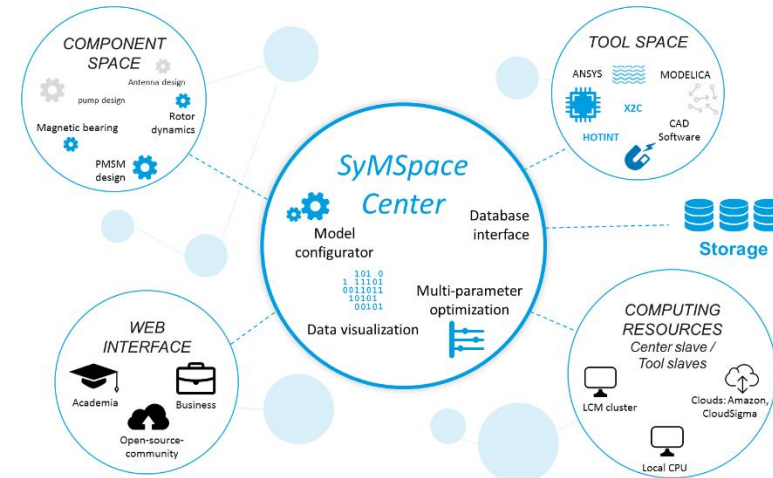 COMPONENT
SPACE
Antenna design
pump design
Rotor
dynamics
Magnetic bearing
PMSM
design
TOOL SPACE
ANSYS
MODELICA
X2C
HOTINT
CAD
Software
SyMSpace
Center
Model
configurator
Database
interface
101 0
1 11101
0011011
10101
00101
Data visualization
Multi-parameter
optimization
Storage
WEB
INTERFACE
Academia
Business
Open-source-
community
COMPUTING
RESOURCES
Center slave /
Tool slaves
LCM cluster
Clouds: Amazon,
CloudSigma
Local CPU